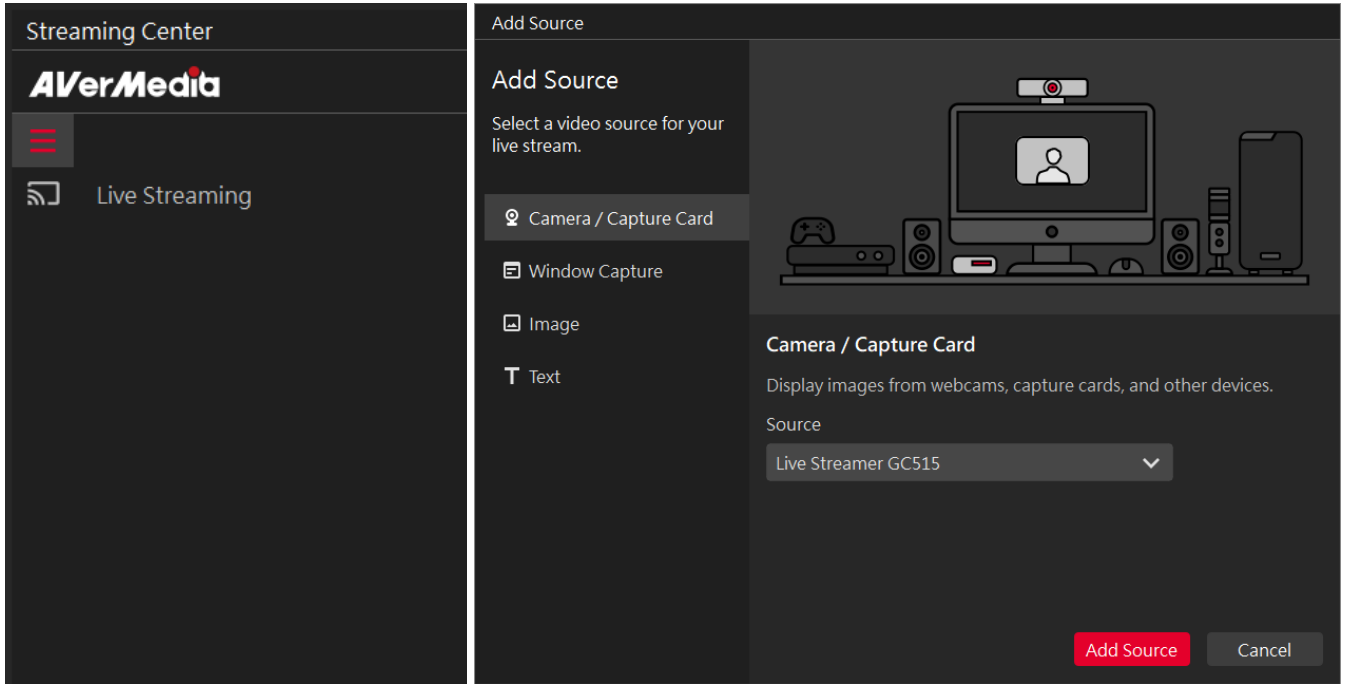 Streaming Center
AVerMedia
Live Streaming
Add Source
Add Source
Select a video source for your
live stream.
Camera / Capture Card
Window Capture
Image
Text
Camera / Capture Card
Display images from webcams, capture cards, and other devices.
Source
Live Streamer GC515
Add Source
Cancel